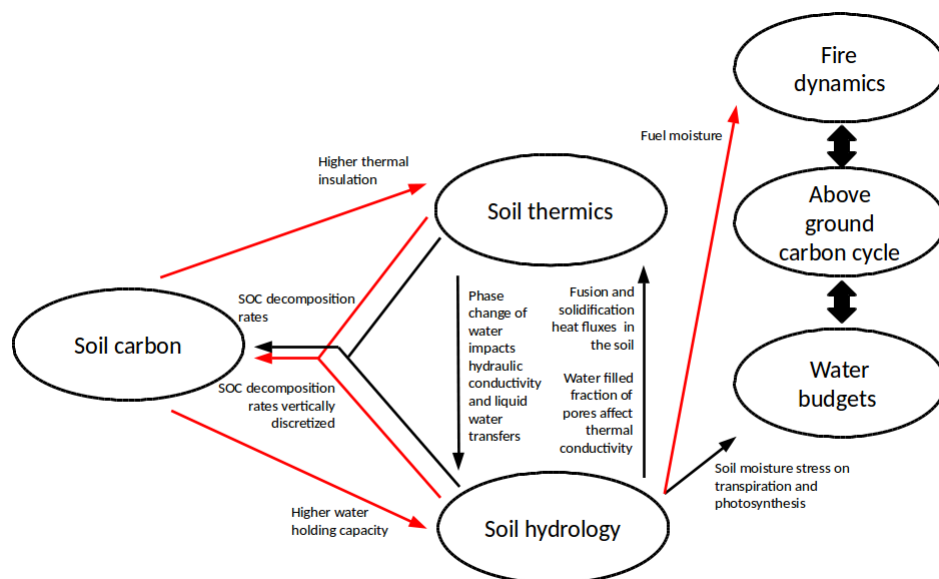 Fire
dynamics
Fuel moisture
Higher thermal
insulation
Soil thermics
Above
ground
carbon cycle
SOC decomposition
rates
Phase
change of
water
impacts
hydraulic
conductivity
and liquid
water
transfers
Fusion and
solidification
heat fluxes in
the soil
Water filled
fraction of
pores affect
thermal
conductivity
Soil carbon
SOC decomposition
rates vertically
discretized
Water
budgets
Soil moisture stress on
transpiration and
photosynthesis
Higher water
holding capacity
Soil hydrology